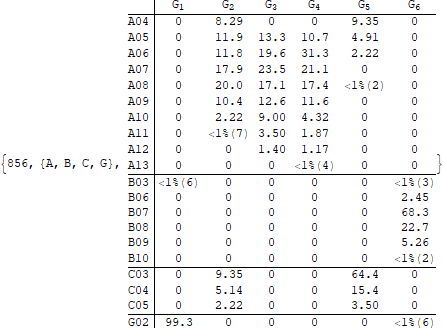 G1 G2 G3 G4 G5 G6
A04 0 8.29 0 0 9.35 0
A05 0 11.9 13.3 10.7 4.91 0
A06 0 11.8 19.6 31.3 2.22 0
A07 0 17.9 23.5 21.1 0 0
A08 0 20.0 17.1 17.4 <1%(2) 0
A09 0 10.4 12.6 11.6 0 0
A10 0 2.22 9.00 4.32 0 0
A11 0 <1%(7) 3.50 1.87 0 0
A12 0 0 1.40 1.17 0 0
{856, {A, B, C, G}, A13 0 0 0 <1%(4) 0 0 }
B03 <1%(6) 0 0 0 0 <1%(3)
B06 0 0 0 0 0 2.45
B07 0 0 0 0 0 68.3
B08 0 0 0 0 0 22.7
B09 0 0 0 0 0 5.26
B10 0 0 0 0 0 <1%(2)
C03 0 9.35 0 0 64.4 0
C04 0 5.14 0 0 15.4 0
C05 0 2.22 0 0 3.50 0
G02 99.3 0 0 0 0 <1%(6)